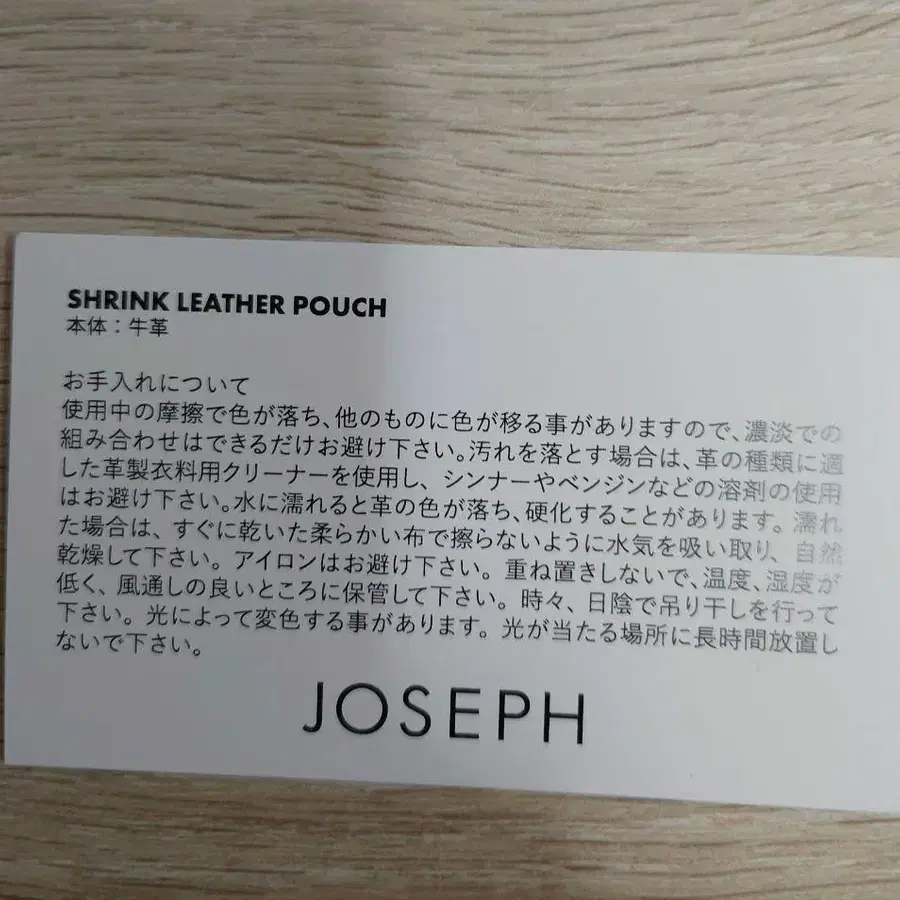 SHRINK LEATHER POUCH
本体：牛革
お手入れについて
使用中の摩擦で色が落ち、他のものに色が移る事がありますので、濃淡での
組み合わせはできるだけお避け下さい。汚れを落とす場合は、革の種類に適
した革製衣料用クリーナーを使用し、シンナーやベンジンなどの溶剤の使用
はお避け下さい。水に濡れると革の色が落ち、硬化することがあります。濡れ
た場合は、すぐに乾いた柔らかい布で擦らないように水気を吸い取り、自然
乾燥して下さい。アイロンはお避け下さい。重ね置きしないで、温度、湿度が
低く、風通しの良いところに保管して下さい。時々、日陰で吊り干しを行って
下さい。光によって変色する事があります。光が当たる場所に長時間放置し
ないで下さい。
JOSEPH